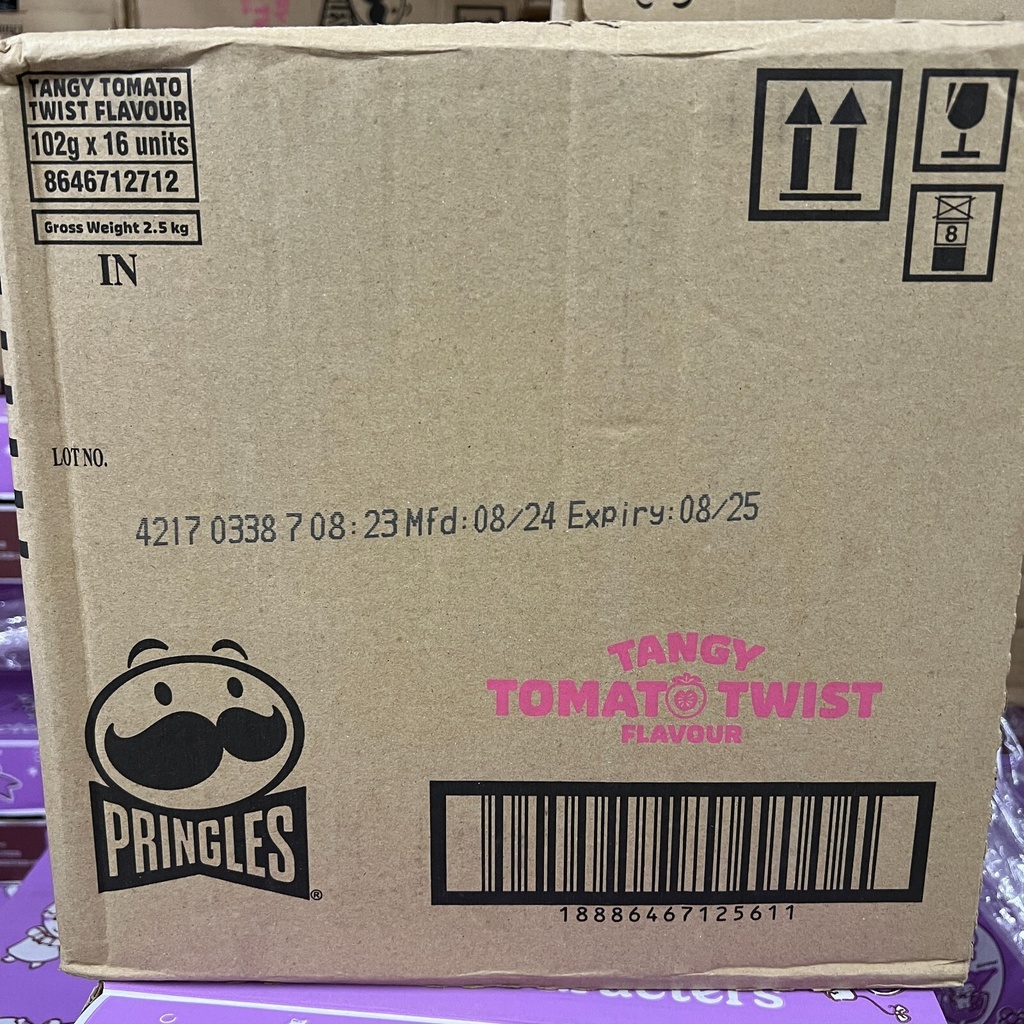 TANGY TOMATO
TWIST FLAVOUR
102g x 16 units
8646712712
Gross Weight 2.5 kg
IN
8
LOT NO.
4217 0338 7 08:23 Mfd:08/24 Expiry:08/25
TANGY
TOMATO TWIST
FLAVOUR
PRINGLES®
18886467125611